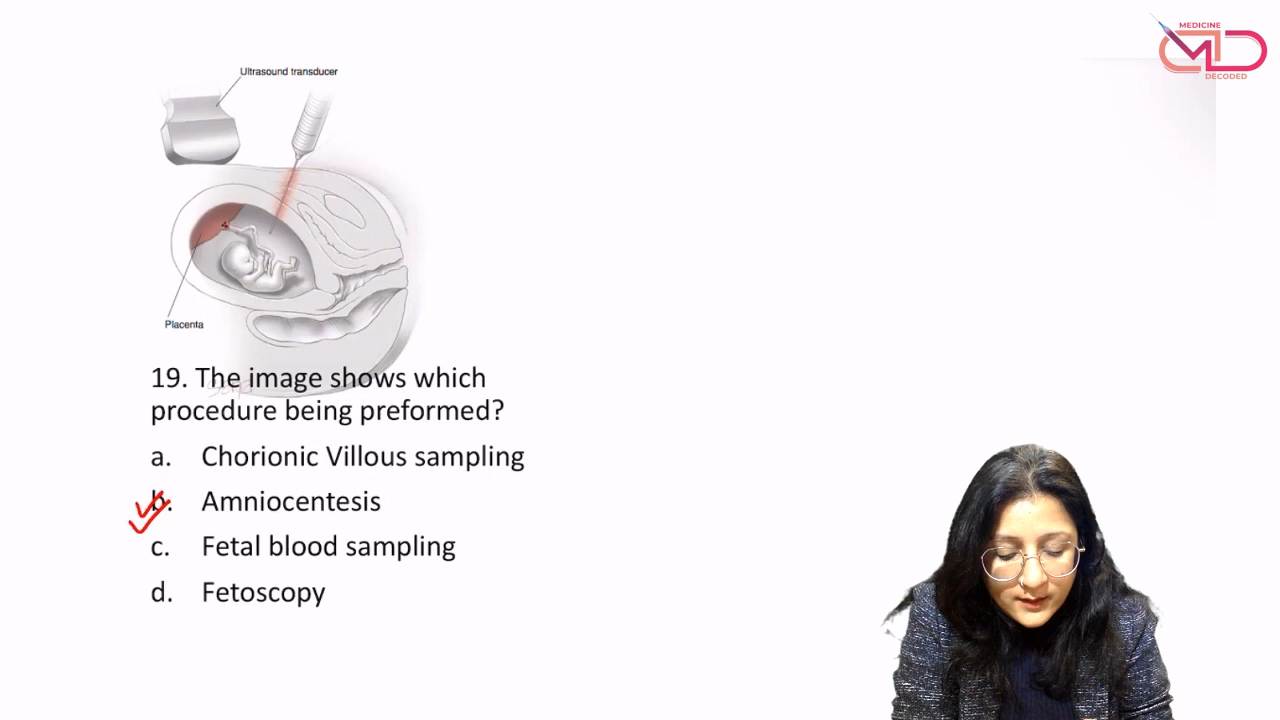 MEDICINE
DECODED
Ultrasound transducer
Placenta
19. The image shows which
procedure being preformed?
a. Chorionic Villous sampling
b. Amniocentesis
c. Fetal blood sampling
d. Fetoscopy